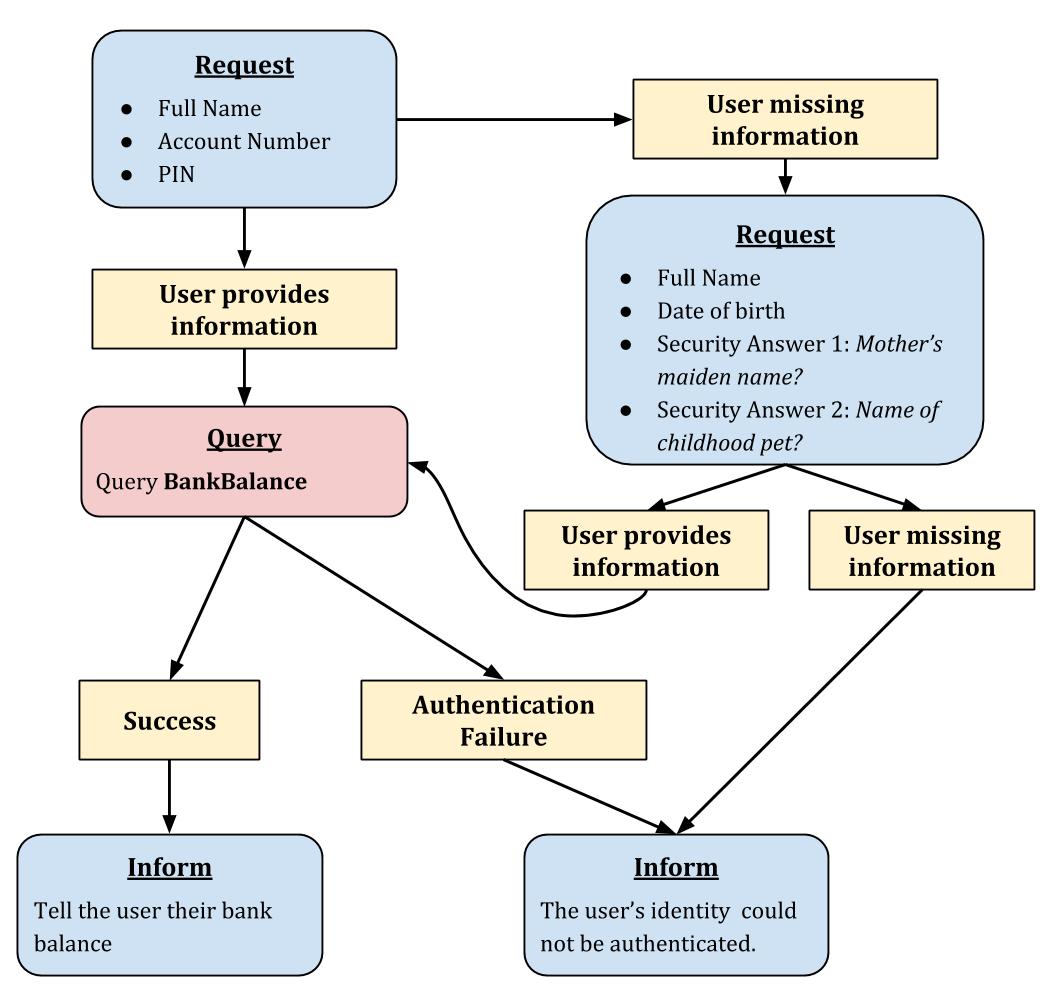 Request
● Full Name
● Account Number
● PIN
User missing
information
User provides
information
Request
● Full Name
● Date of birth
● Security Answer 1: Mother's
maiden name?
● Security Answer 2: Name of
childhood pet?
Query
Query BankBalance
User provides
information
User missing
information
Success
Authentication
Failure
Inform
Tell the user their bank
balance
Inform
The user's identity could
not be authenticated.